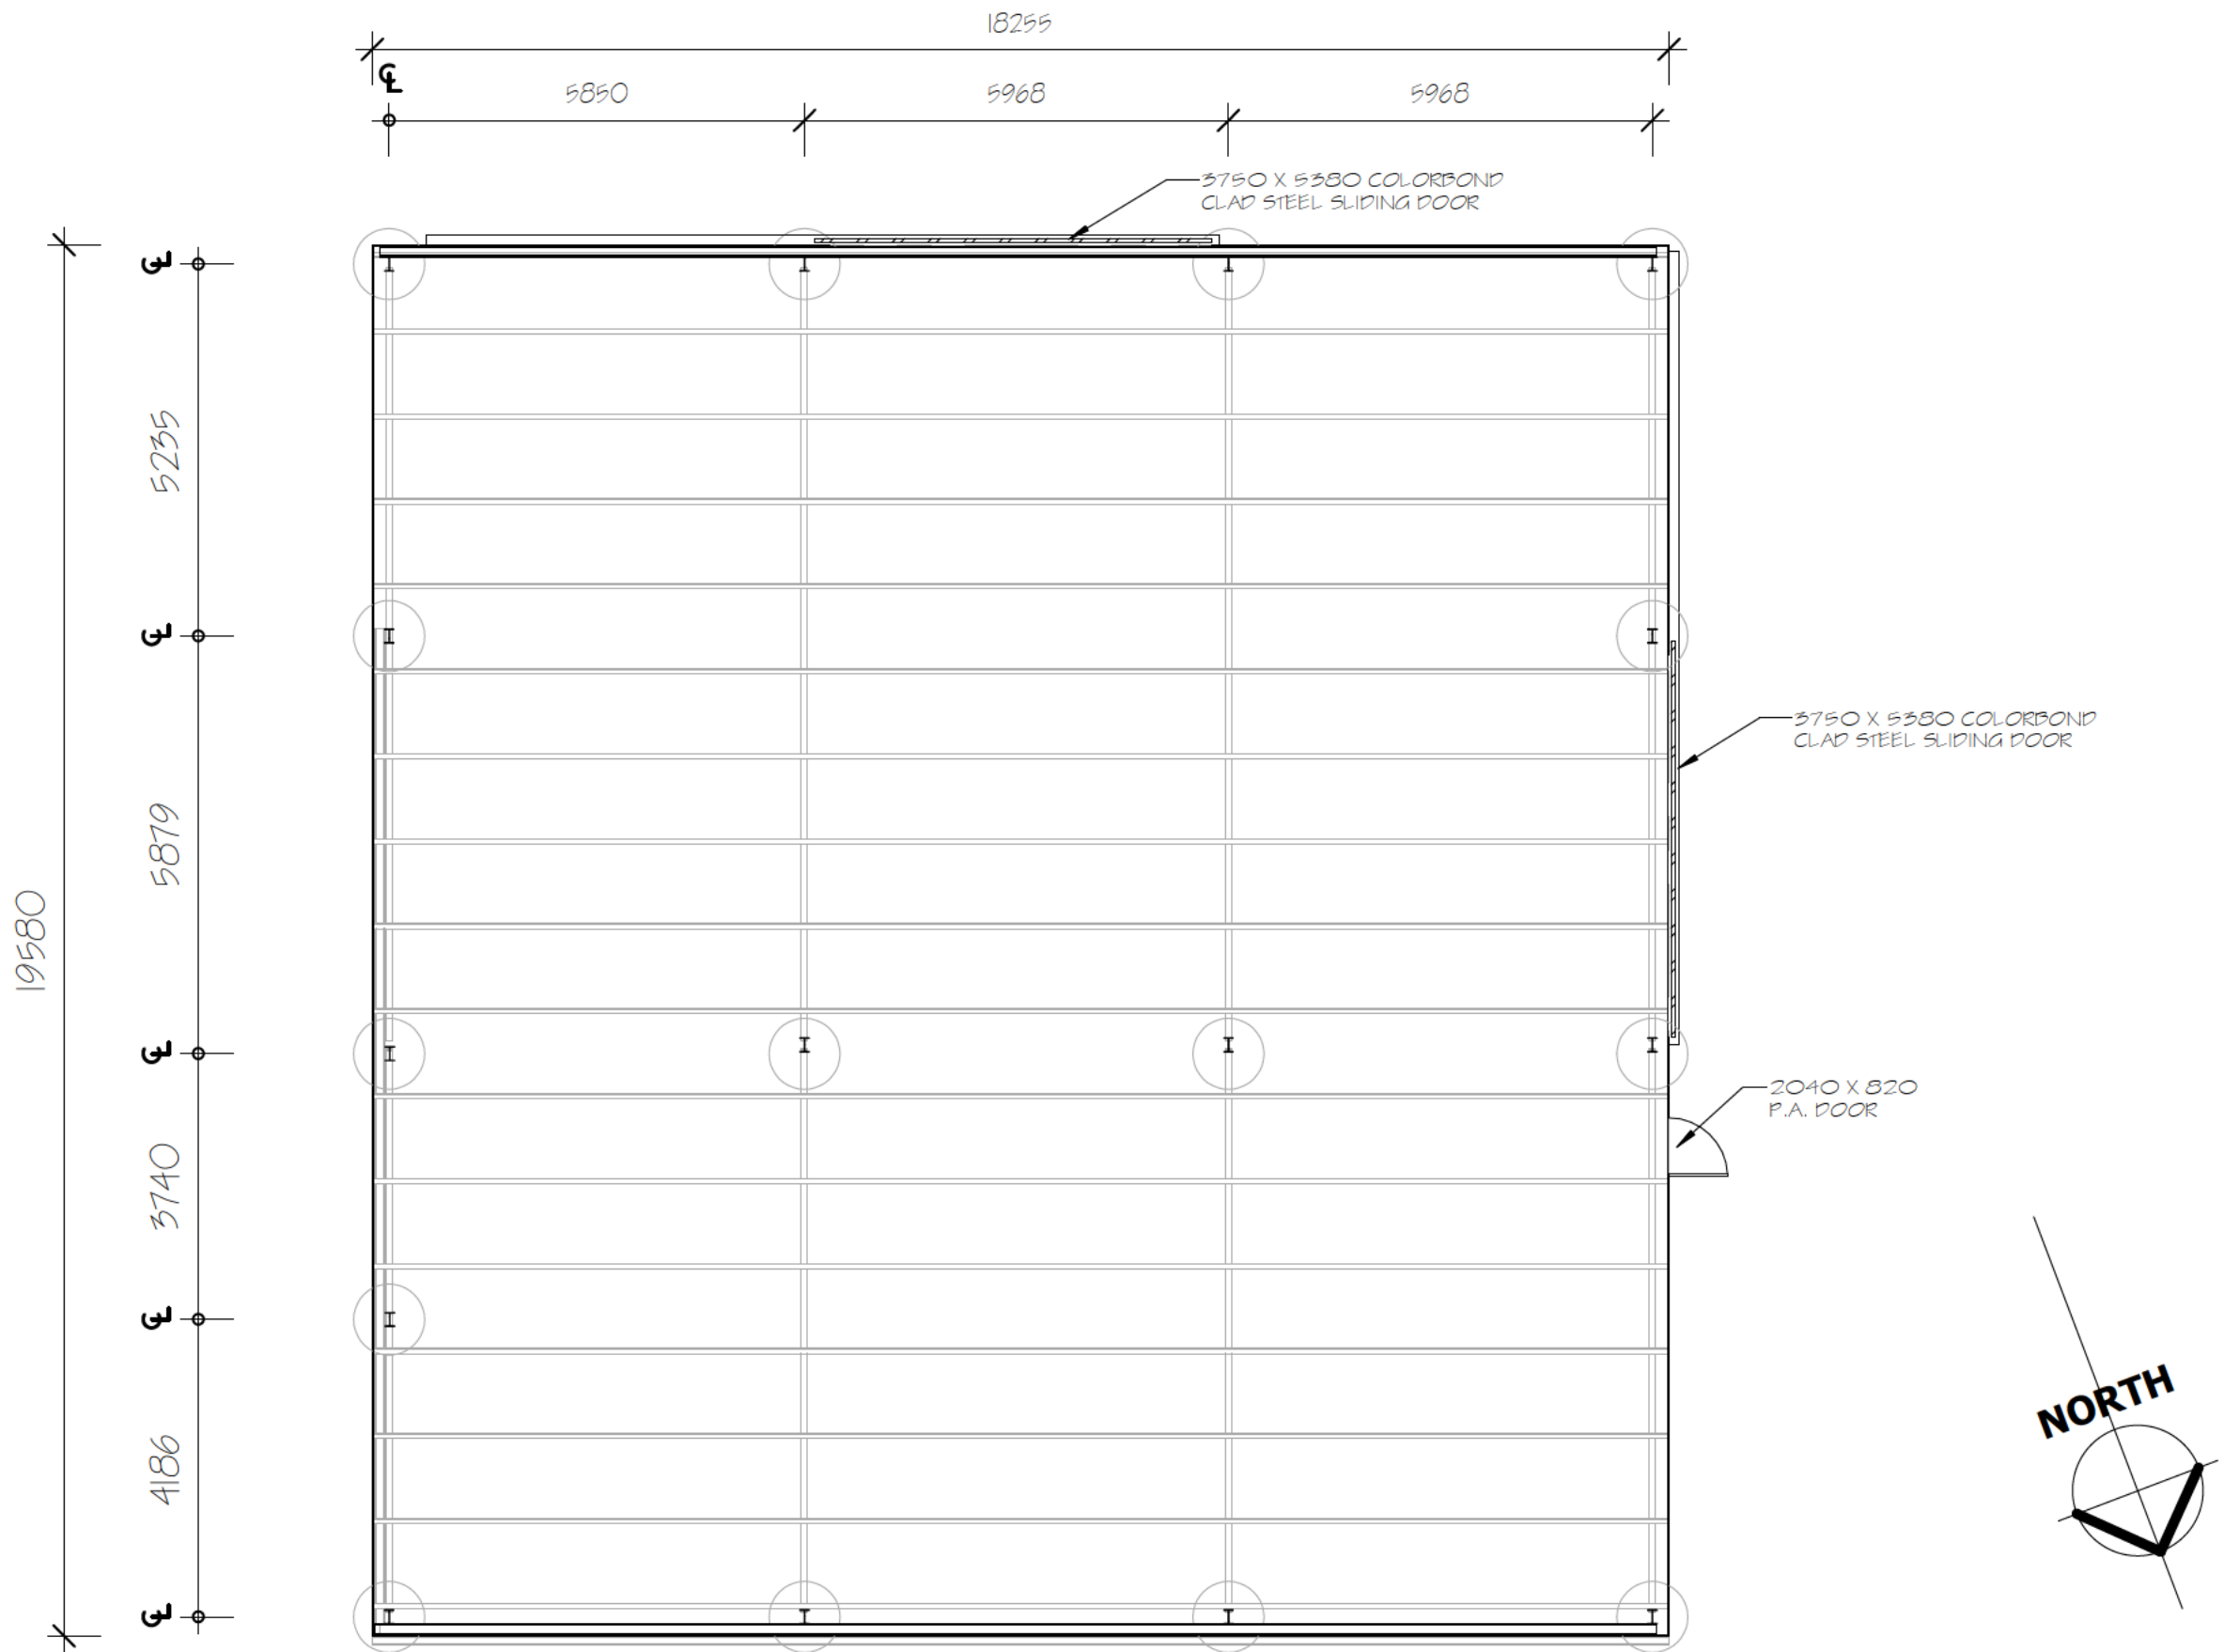 18255
℄
5850
5968
5968
3750 X 5380 COLORBOND
CLAD STEEL SLIDING DOOR
℄
5235
℄
3750 X 5380 COLORBOND
CLAD STEEL SLIDING DOOR
5879
19580
℄
2040 X 820
P.A. DOOR
3740
℄
NORTH
4186
℄